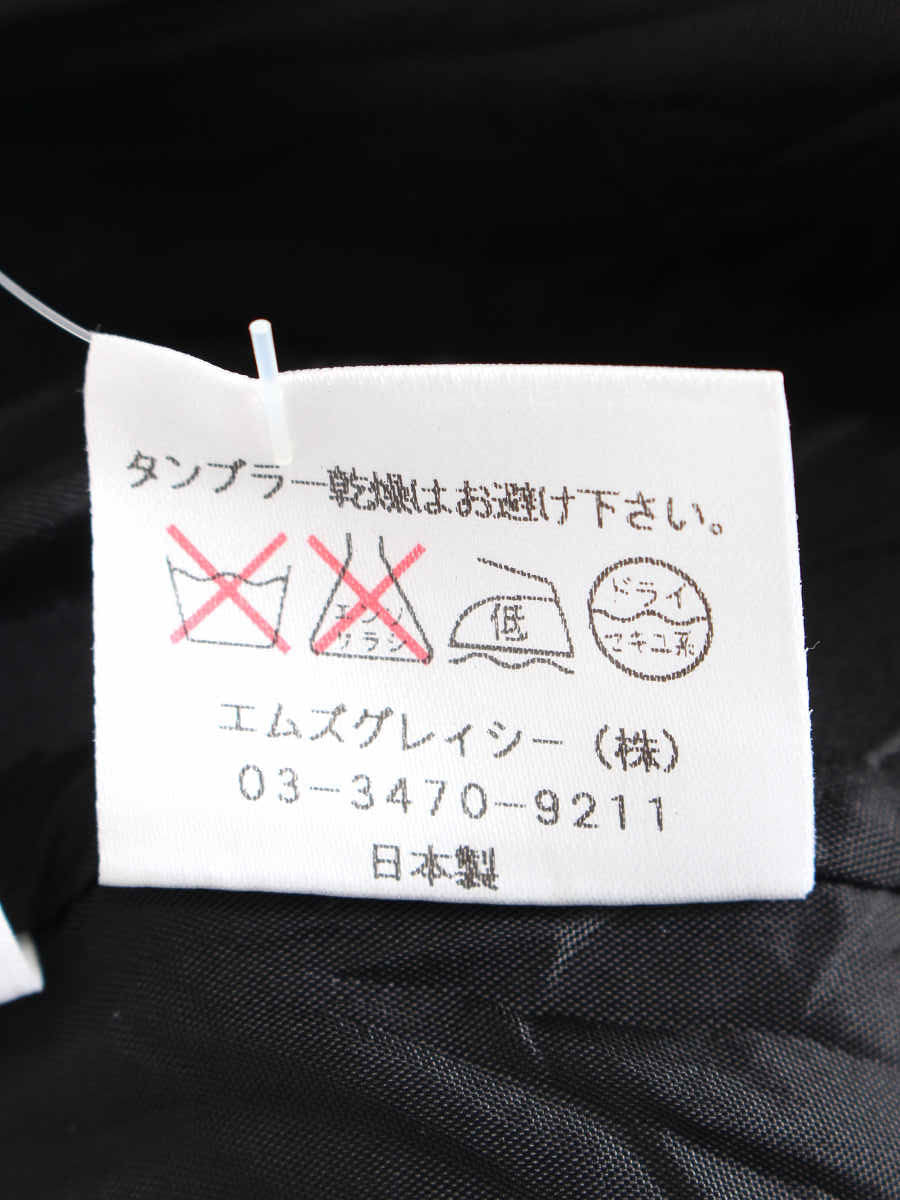 タンブラー乾燥はお避け下さい。
エンソ
サラシ
低
ドライ
セキユ系
エムズグレイシー(株)
03-3470-9211
日本製